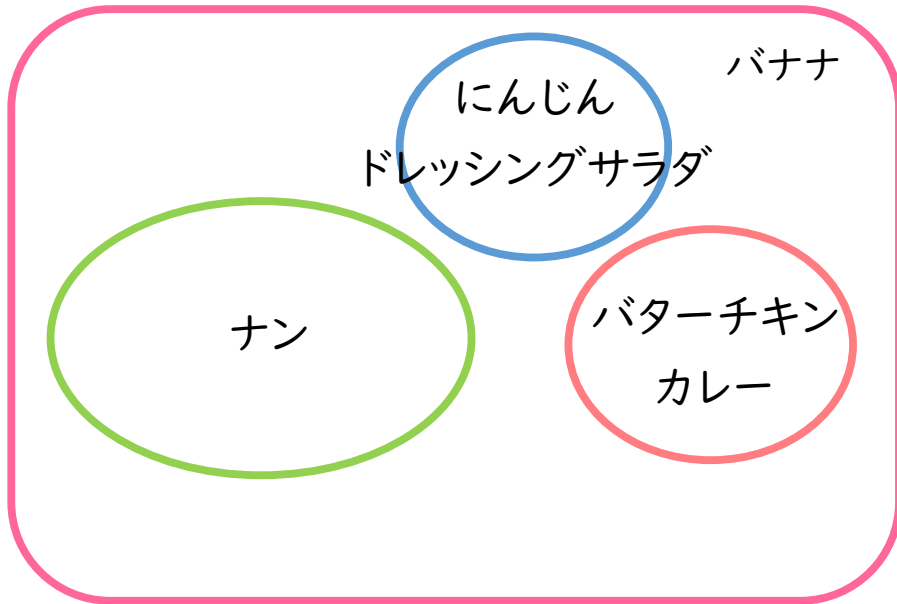 バナナ
にんじん
ドレッシングサラダ
ナン
バターチキン
カレー